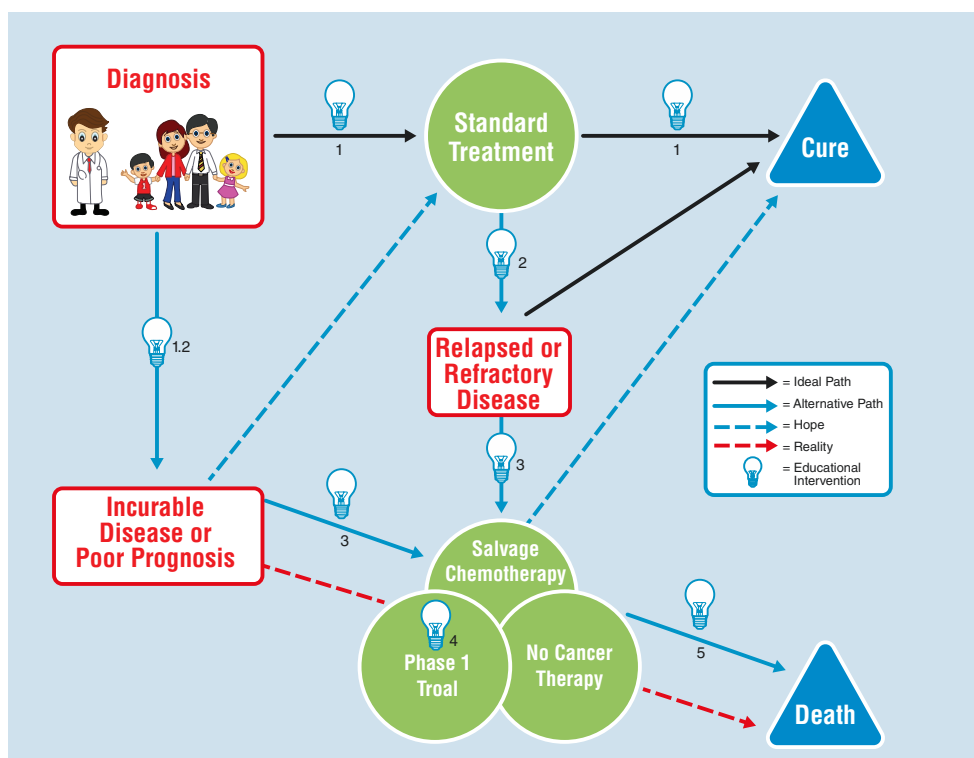 Diagnosis
1
Standard
Treatment
1
Cure
2
1.2
Relapsed or
Refractory
Disease
= Ideal Path
= Alternative Path
= Hope
= Reality
= Educational
Intervention
3
Incurable
Disease or
Poor Prognosis
3
Salvage
Chemotherapy
4
Phase 1
Troal
No Cancer
Therapy
5
Death